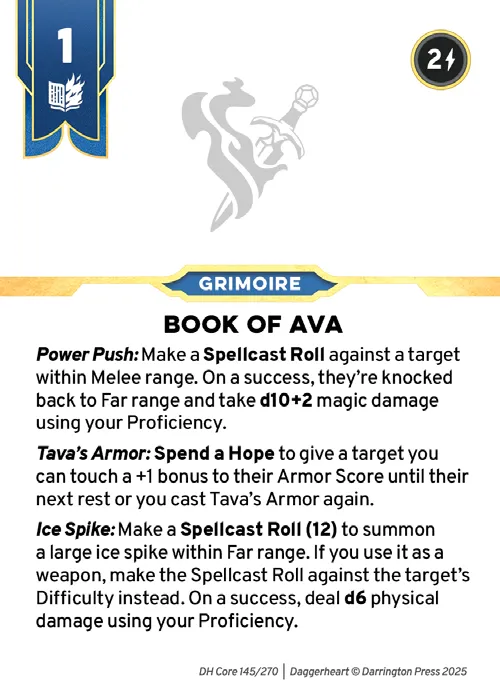 1
2
GRIMOIRE
BOOK OF AVA
Power Push: Make a Spellcast Roll against a target
within Melee range. On a success, they're knocked
back to Far range and take d10+2 magic damage
using your Proficiency.
Tava's Armor: Spend a Hope to give a target you
can touch a +1 bonus to their Armor Score until their
next rest or you cast Tava's Armor again.
Ice Spike: Make a Spellcast Roll (12) to summon
a large ice spike within Far range. If you use it as a
weapon, make the Spellcast Roll against the target's
Difficulty instead. On a success, deal d6 physical
damage using your Proficiency.
DH Core 145/270 | Daggerheart © Darrington Press 2025